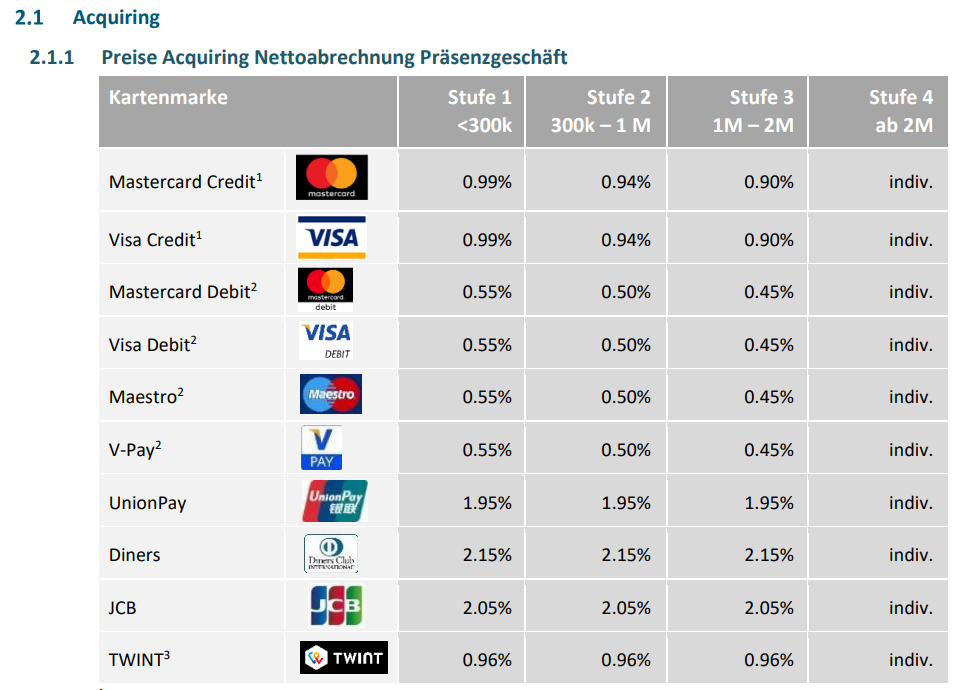 2.1 Acquiring
2.1.1 Preise Acquiring Nettoabrechnung Präsenzgeschäft
Kartenmarke Stufe 1 Stufe 2 Stufe 3 Stufe 4
<300k 300k – 1 M 1M – 2M ab 2M
Mastercard Credit¹ mastercard. 0.99% 0.94% 0.90% indiv.
Visa Credit¹ VISA 0.99% 0.94% 0.90% indiv.
Mastercard Debit² mastercard. debit 0.55% 0.50% 0.45% indiv.
Visa Debit² VISA DEBIT 0.55% 0.50% 0.45% indiv.
Maestro² Maestro 0.55% 0.50% 0.45% indiv.
V-Pay² V PAY 0.55% 0.50% 0.45% indiv.
UnionPay UnionPay 银联 1.95% 1.95% 1.95% indiv.
Diners Diners Club INTERNATIONAL 2.15% 2.15% 2.15% indiv.
JCB JCB 2.05% 2.05% 2.05% indiv.
TWINT³ TWINT 0.96% 0.96% 0.96% indiv.